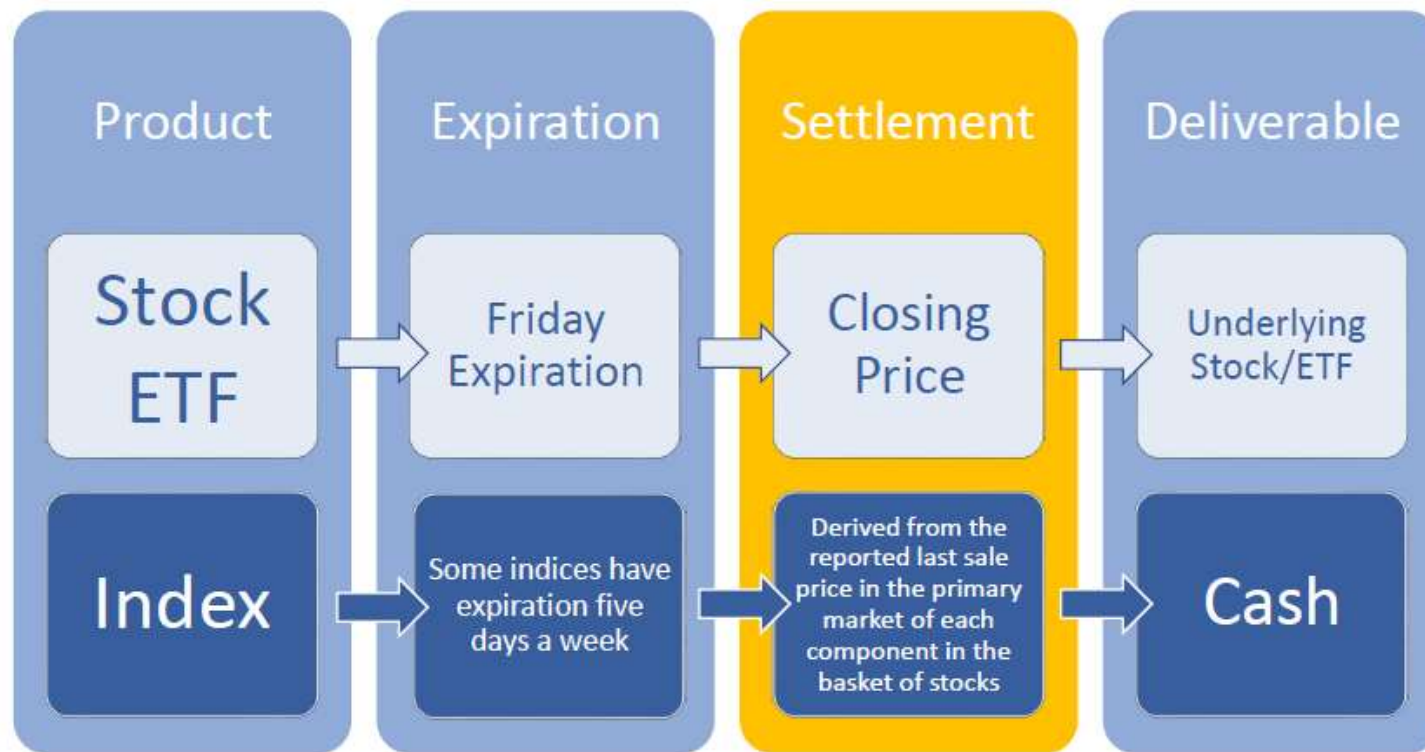 Product
Expiration
Settlement
Deliverable
Stock
ETF
Friday
Expiration
Closing
Price
Underlying
Stock/ETF
Index
Some indices have
expiration five
days a week
Derived from the
reported last sale
price in the primary
market of each
component in the
basket of stocks
Cash